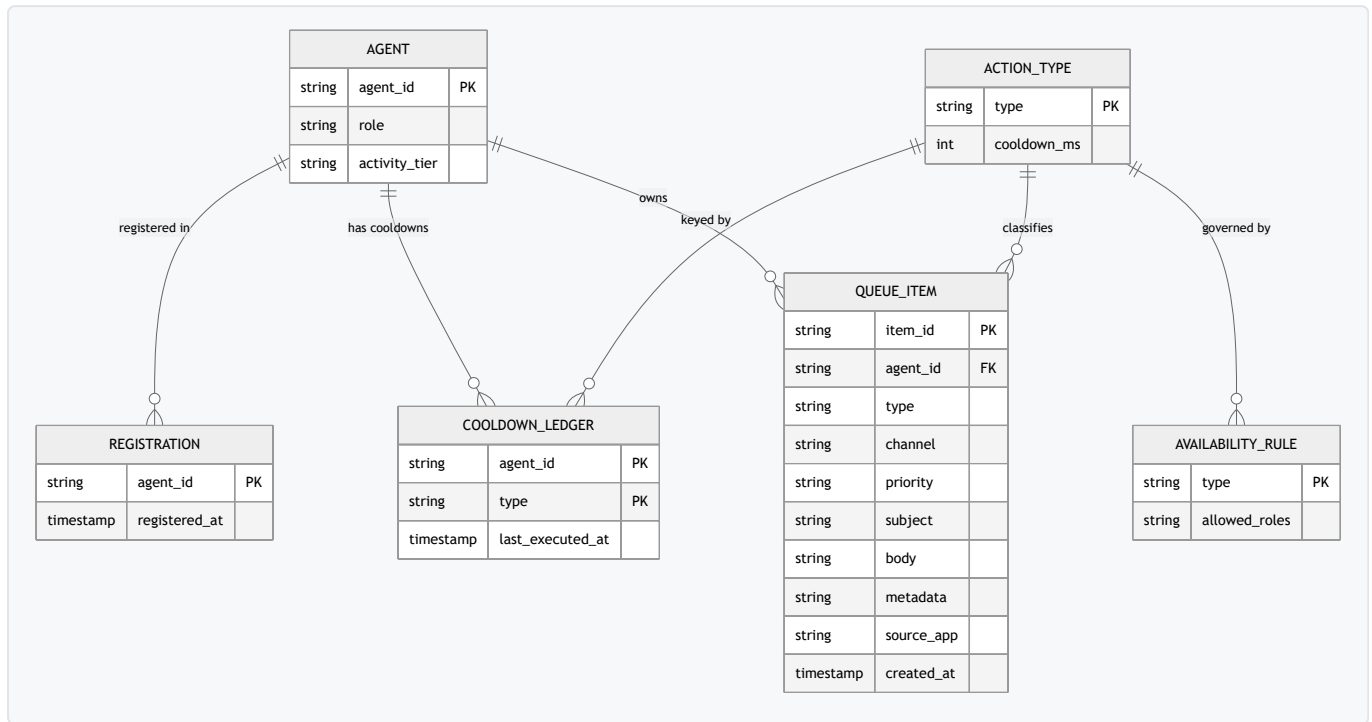 AGENT
string agent_id PK
string role
string activity_tier
ACTION_TYPE
string type PK
int cooldown_ms
owns
keyed by
registered in
has cooldowns
classifies
governed by
QUEUE_ITEM
string item_id PK
string agent_id FK
string type
string channel
string priority
string subject
string body
string metadata
string source_app
timestamp created_at
COOLDOWN_LEDGER
string agent_id PK
string type PK
timestamp last_executed_at
REGISTRATION
string agent_id PK
timestamp registered_at
AVAILABILITY_RULE
string type PK
string allowed_roles